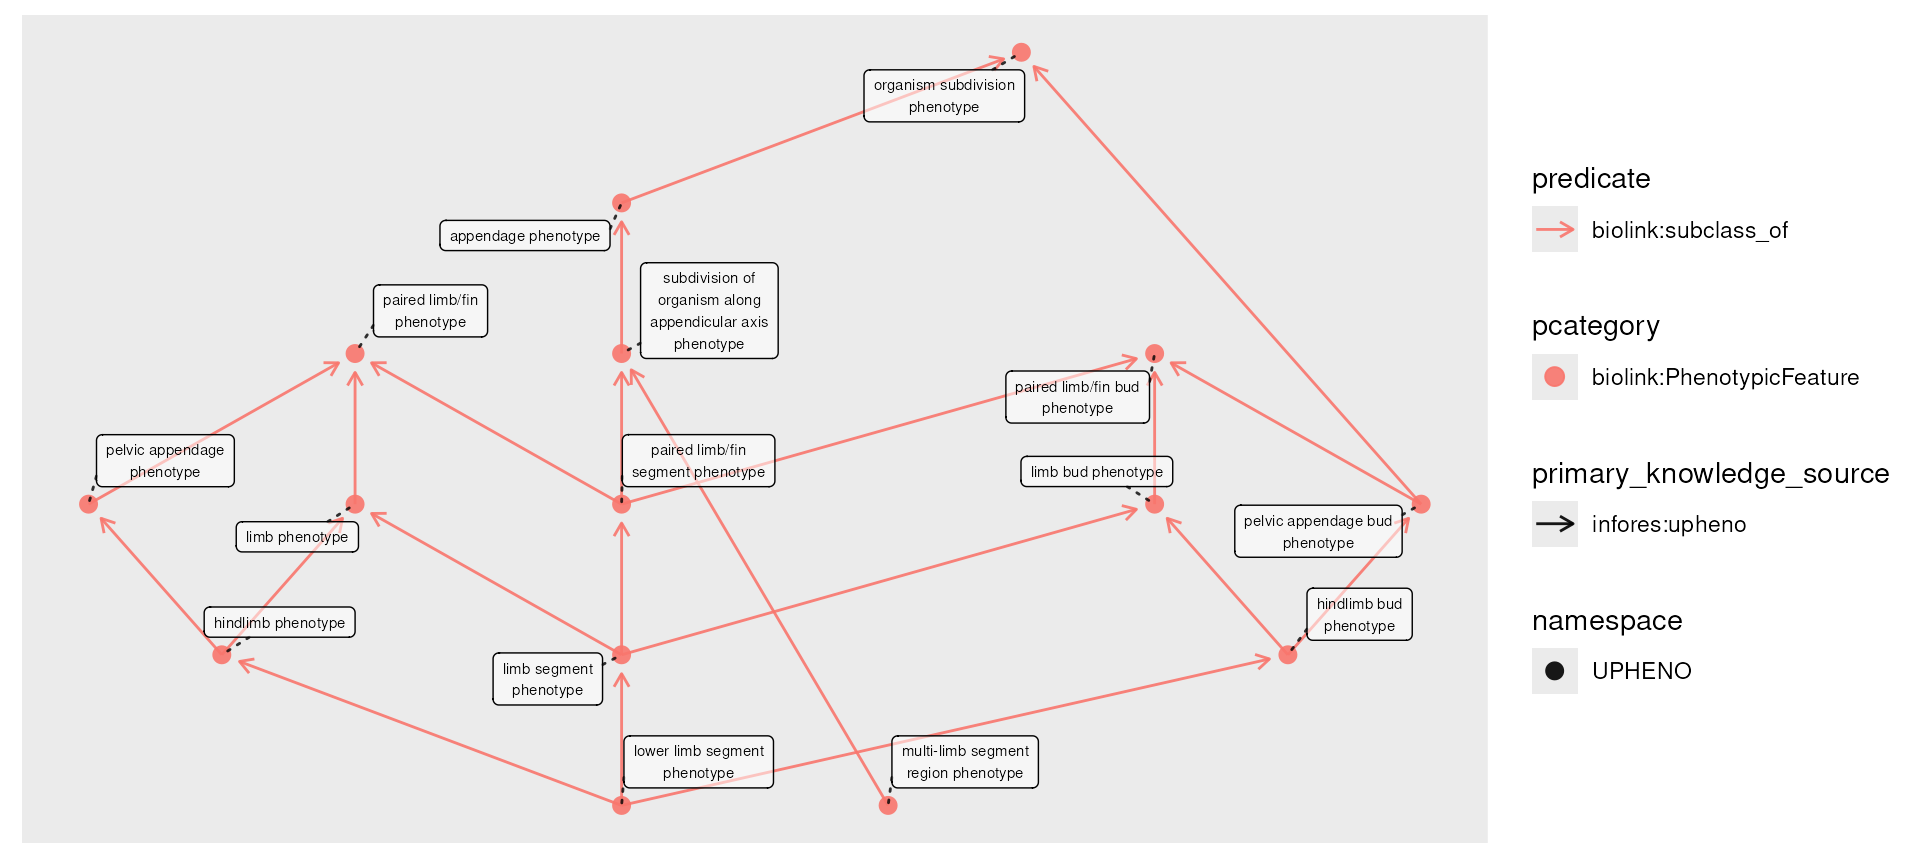 organism subdivision
phenotype
appendage phenotype
subdivision of
organism along
appendicular axis
phenotype
paired limb/fin
phenotype
paired limb/fin bud
phenotype
pelvic appendage
phenotype
paired limb/fin
segment phenotype
limb bud phenotype
limb phenotype
pelvic appendage bud
phenotype
hindlimb phenotype
hindlimb bud
phenotype
limb segment
phenotype
lower limb segment
phenotype
multi-limb segment
region phenotype
predicate
biolink:subclass_of
pcategory
biolink:PhenotypicFeature
primary_knowledge_source
infores:upheno
namespace
UPHENO